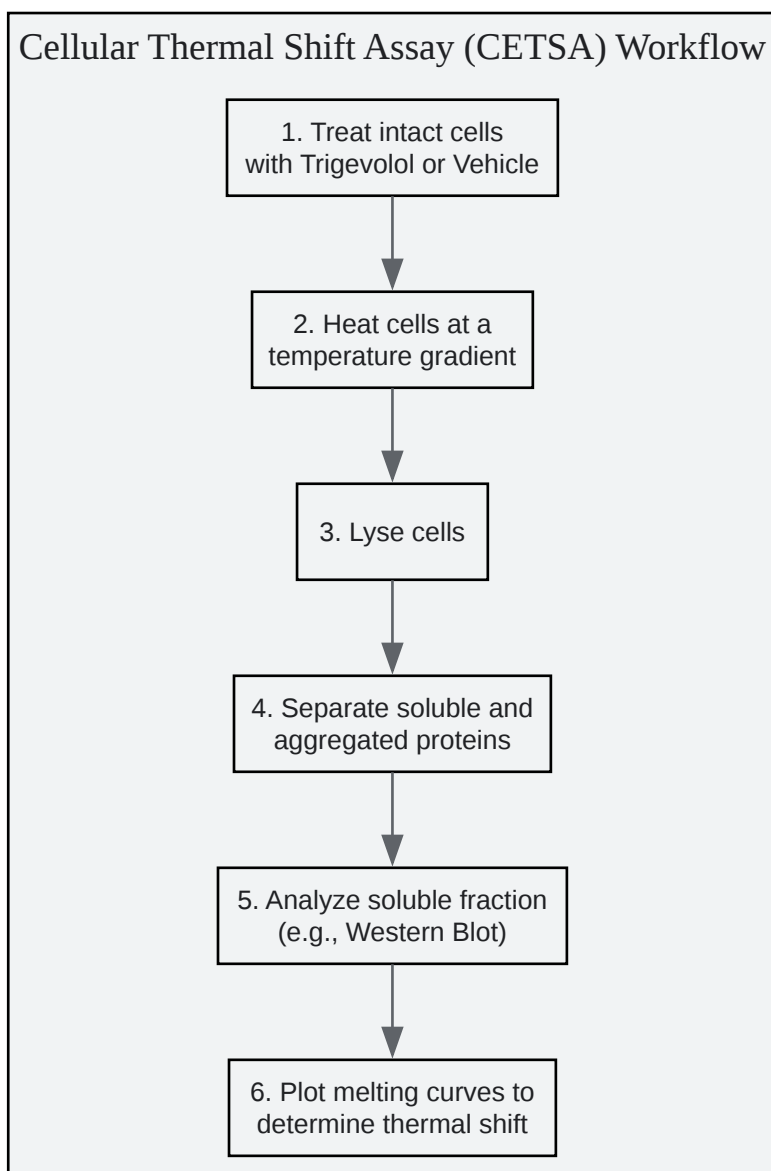 Cellular Thermal Shift Assay (CETSA) Workflow
1. Treat intact cells
with Trigevolol or Vehicle
2. Heat cells at a
temperature gradient
3. Lyse cells
4. Separate soluble and
aggregated proteins
5. Analyze soluble fraction
(e.g., Western Blot)
6. Plot melting curves to
determine thermal shift